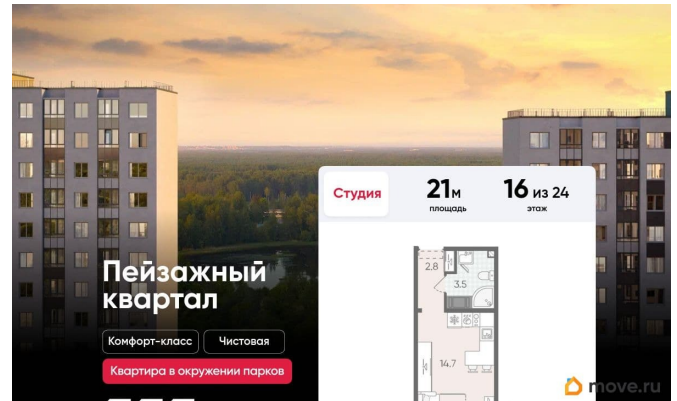 Студия
21м
площадь
16 из 24
этаж
2,8
3.5
14,7
Пейзажный
квартал
Комфорт-класс
Чистовая
Квартира в окружении парков
move.ru